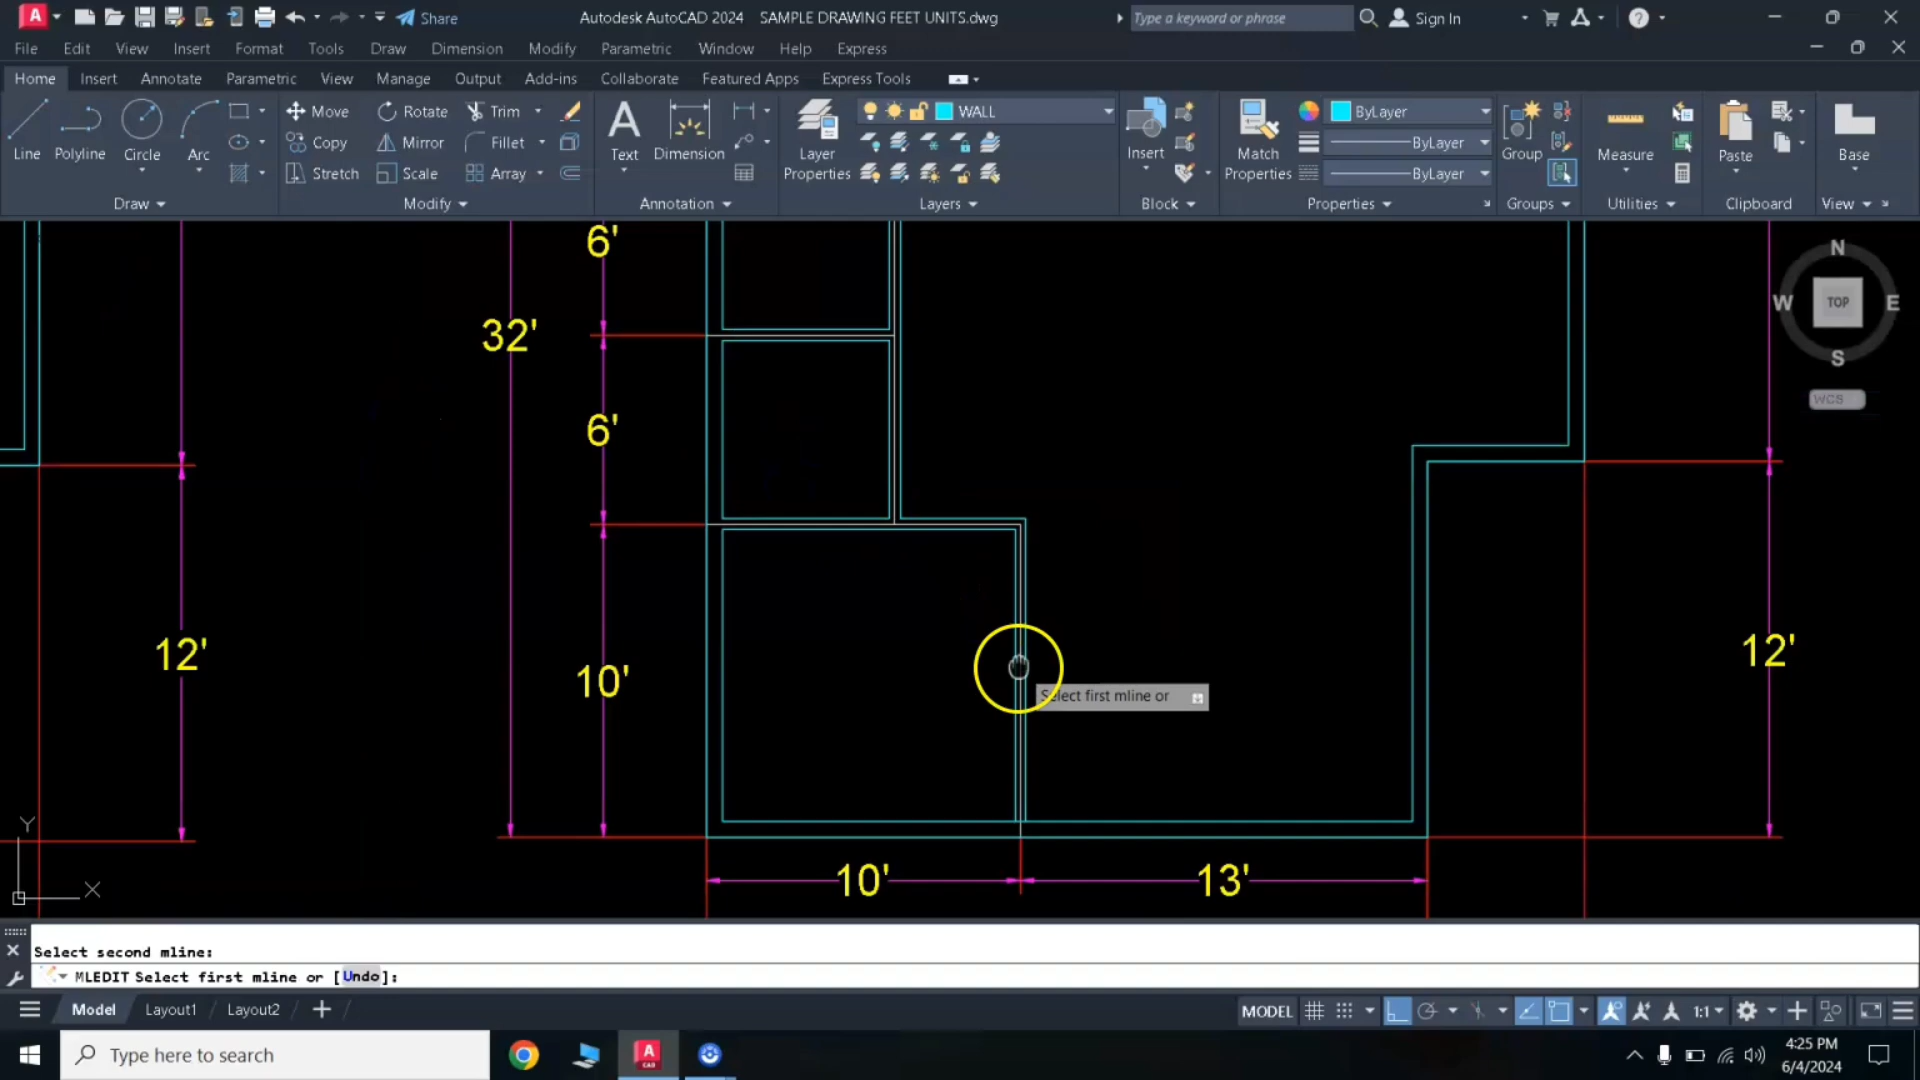 Share
Autodesk AutoCAD 2024 SAMPLE DRAWING FEET UNITS.dwg
Type a keyword or phrase
Sign In
File Edit View Insert Format Tools Draw Dimension Modify Parametric Window Help Express
Home Insert Annotate Parametric View Manage Output Add-ins Collaborate Featured Apps Express Tools
Line
Polyline
Circle
Arc
Draw
Move Rotate Trim
Copy Mirror Fillet
Stretch Scale Array
Modify
Text
Dimension
Annotation
Layer Properties
WALL
Layers
Insert
Block
Match Properties
ByLayer
ByLayer
ByLayer
Properties
Group
Groups
Measure
Utilities
Paste
Clipboard
Base
View
6'
32'
6'
12'
10'
12'
10' 13'
N
W TOP E
S
WCS
Select first mline or
Y
X
Select second mline:
MLEDIT Select first mline or [Undo]:
Model Layout1 Layout2
MODEL
1:1
Type here to search
4:25 PM
6/4/2024